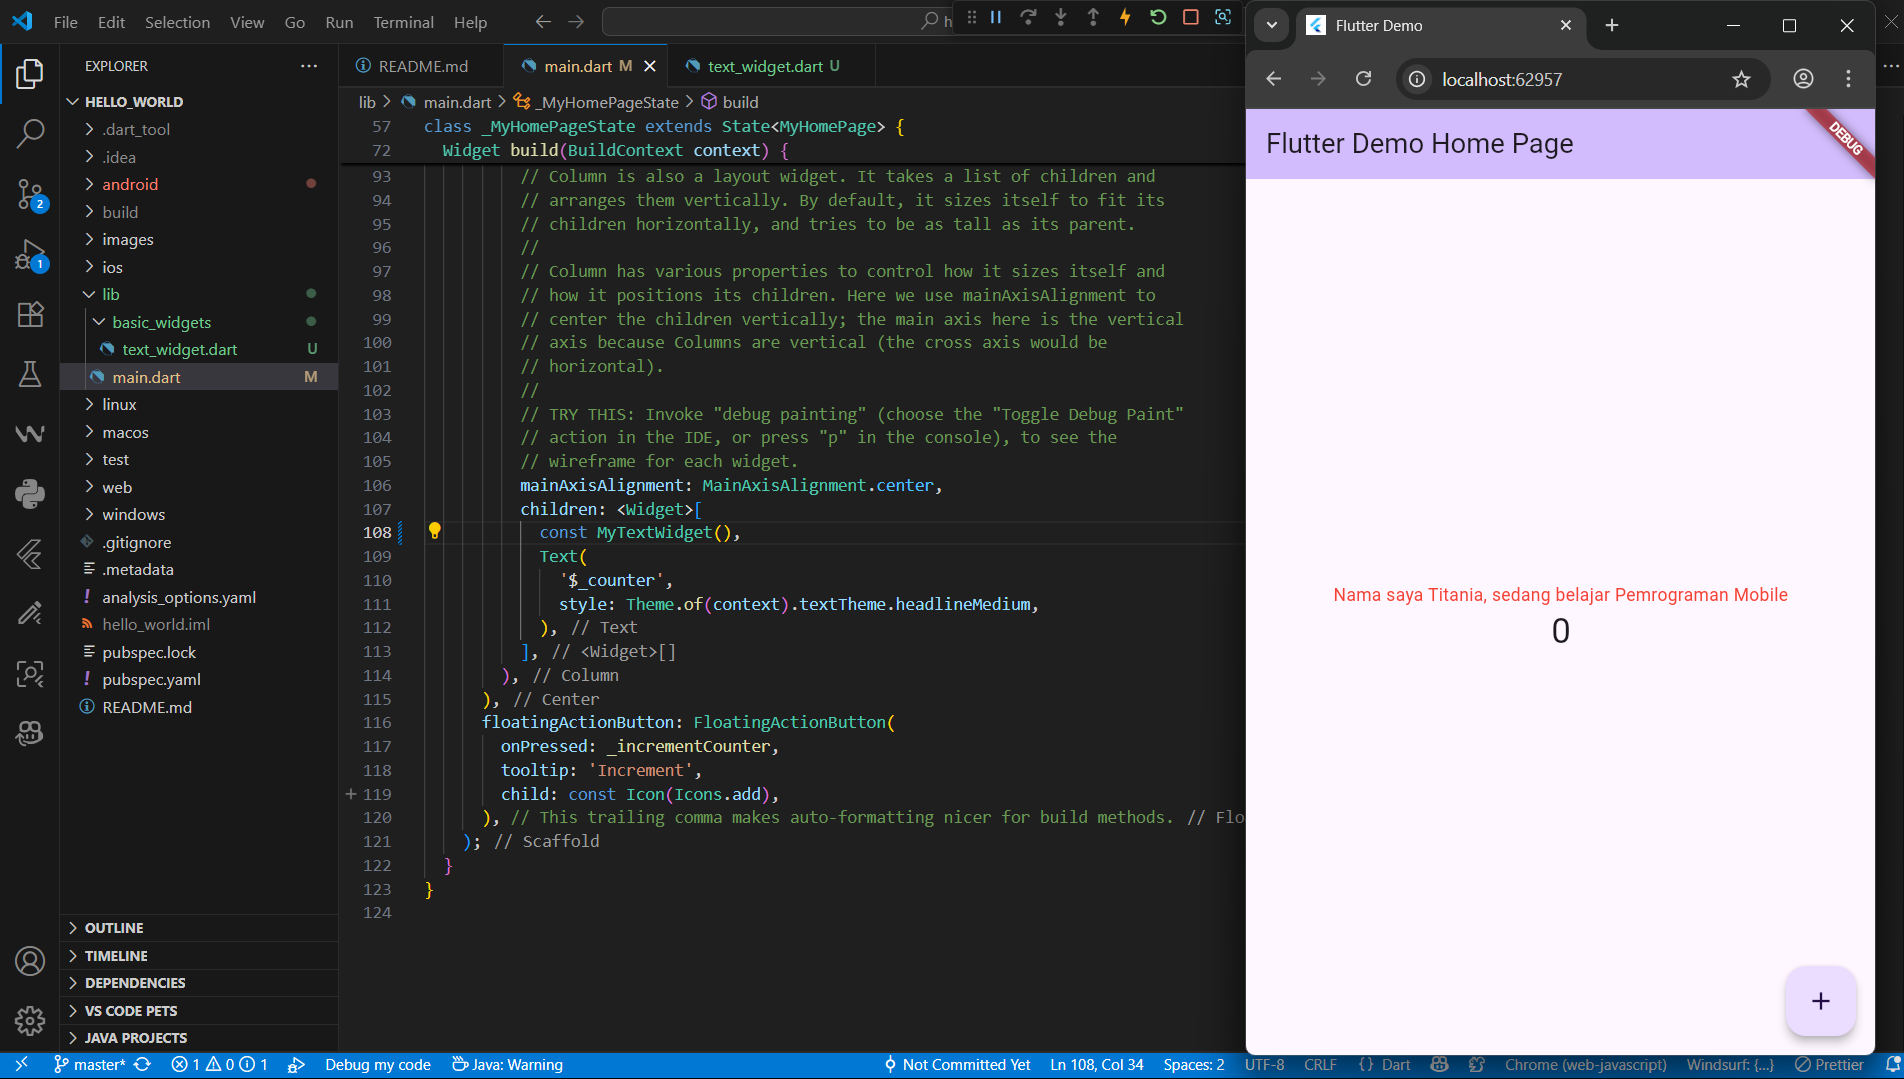 File Edit Selection View Go Run Terminal Help
EXPLORER
HELLO_WORLD
.dart_tool
.idea
android
build
images
ios
lib
basic_widgets
text_widget.dart U
main.dart M
linux
macos
test
web
windows
.gitignore
.metadata
analysis_options.yaml
hello_world.iml
pubspec.lock
pubspec.yaml
README.md
OUTLINE
TIMELINE
DEPENDENCIES
VS CODE PETS
JAVA PROJECTS
2
1
README.md main.dart M text_widget.dart U
lib > main.dart > _MyHomePageState > build
57 class _MyHomePageState extends State<MyHomePage> {
72 Widget build(BuildContext context) {
93 // Column is also a layout widget. It takes a list of children and
94 // arranges them vertically. By default, it sizes itself to fit its
95 // children horizontally, and tries to be as tall as its parent.
96 //
97 // Column has various properties to control how it sizes itself and
98 // how it positions its children. Here we use mainAxisAlignment to
99 // center the children vertically; the main axis here is the vertical
100 // axis because Columns are vertical (the cross axis would be
101 // horizontal).
102 //
103 // TRY THIS: Invoke "debug painting" (choose the "Toggle Debug Paint"
104 // action in the IDE, or press "p" in the console), to see the
105 // wireframe for each widget.
106 mainAxisAlignment: MainAxisAlignment.center,
107 children: <Widget>[
108 const MyTextWidget(),
109 Text(
110 '$_counter',
111 style: Theme.of(context).textTheme.headlineMedium,
112 ), // Text
113 ], // <Widget>[]
114 ), // Column
115 ), // Center
116 floatingActionButton: FloatingActionButton(
117 onPressed: _incrementCounter,
118 tooltip: 'Increment',
119 child: const Icon(Icons.add),
120 ), // This trailing comma makes auto-formatting nicer for build methods. // Flo
121 ); // Scaffold
122 }
123 }
124
Flutter Demo
localhost:62957
Flutter Demo Home Page
DEBUG
Nama saya Titania, sedang belajar Pemrograman Mobile
0
master* 1 0 1 Debug my code Java: Warning Not Committed Yet Ln 108, Col 34 Spaces: 2 UTF-8 CRLF {} Dart Chrome (web-javascript) Windsurf: {...} Prettier